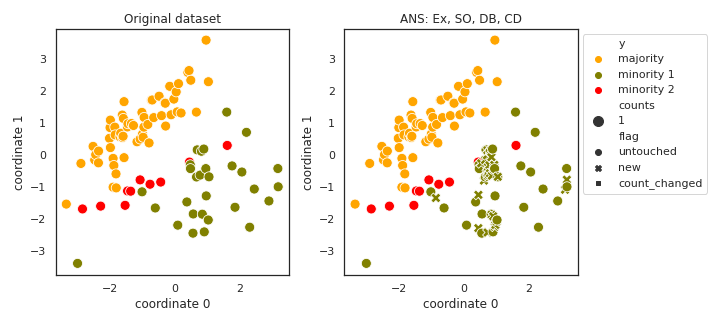 Original dataset
ANS: Ex, SO, DB, CD
coordinate 1
3
2
1
0
−1
−2
−3
−2
0
2
coordinate 0
coordinate 1
3
2
1
0
−1
−2
−3
−2
0
2
coordinate 0
y
majority
minority 1
minority 2
counts
1
flag
untouched
new
count_changed